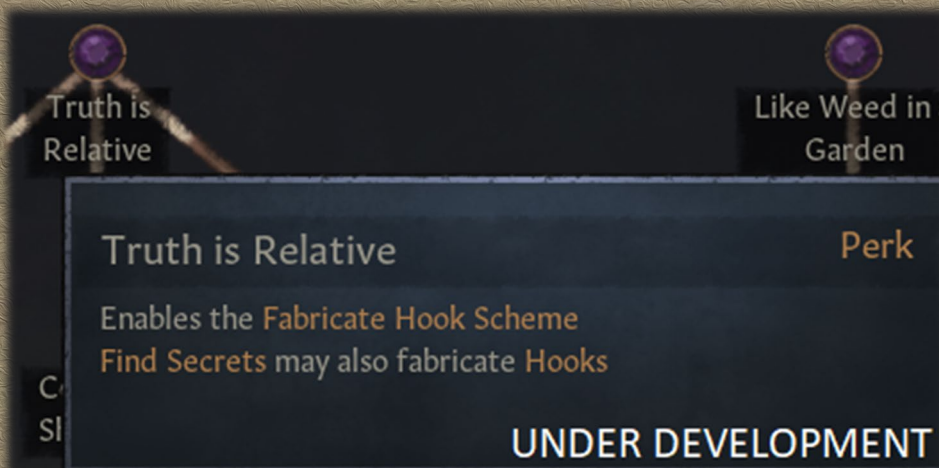 Truth is
Relative
Like Weed in
Garden
Truth is Relative
Perk
Enables the Fabricate Hook Scheme
Find Secrets may also fabricate Hooks
UNDER DEVELOPMENT